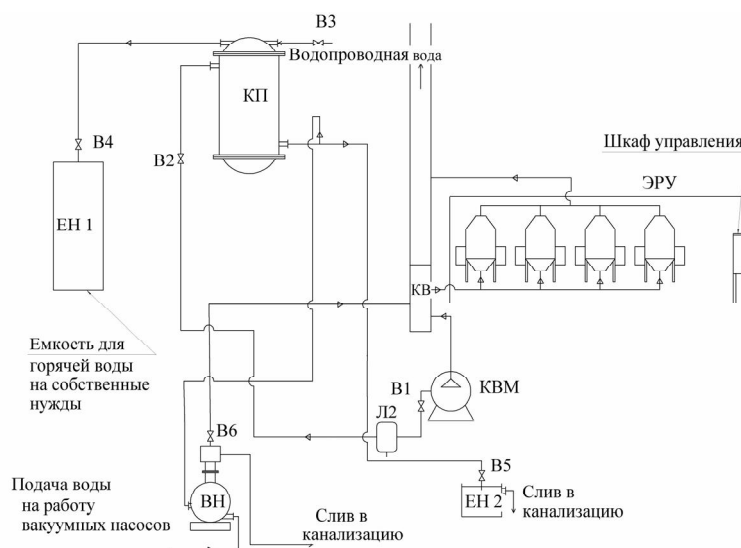 В3
Водопроводная вода
КП
В4
В2
Шкаф управления
ЭРУ
ЕН 1
КВ
Емкость для
горячей воды
на собственные
нужды
В1
КВМ
Л2
В6
В5
Подача воды
на работу
вакуумных насосов
ВН
ЕН 2
Слив в
канализацию
Слив в
канализацию